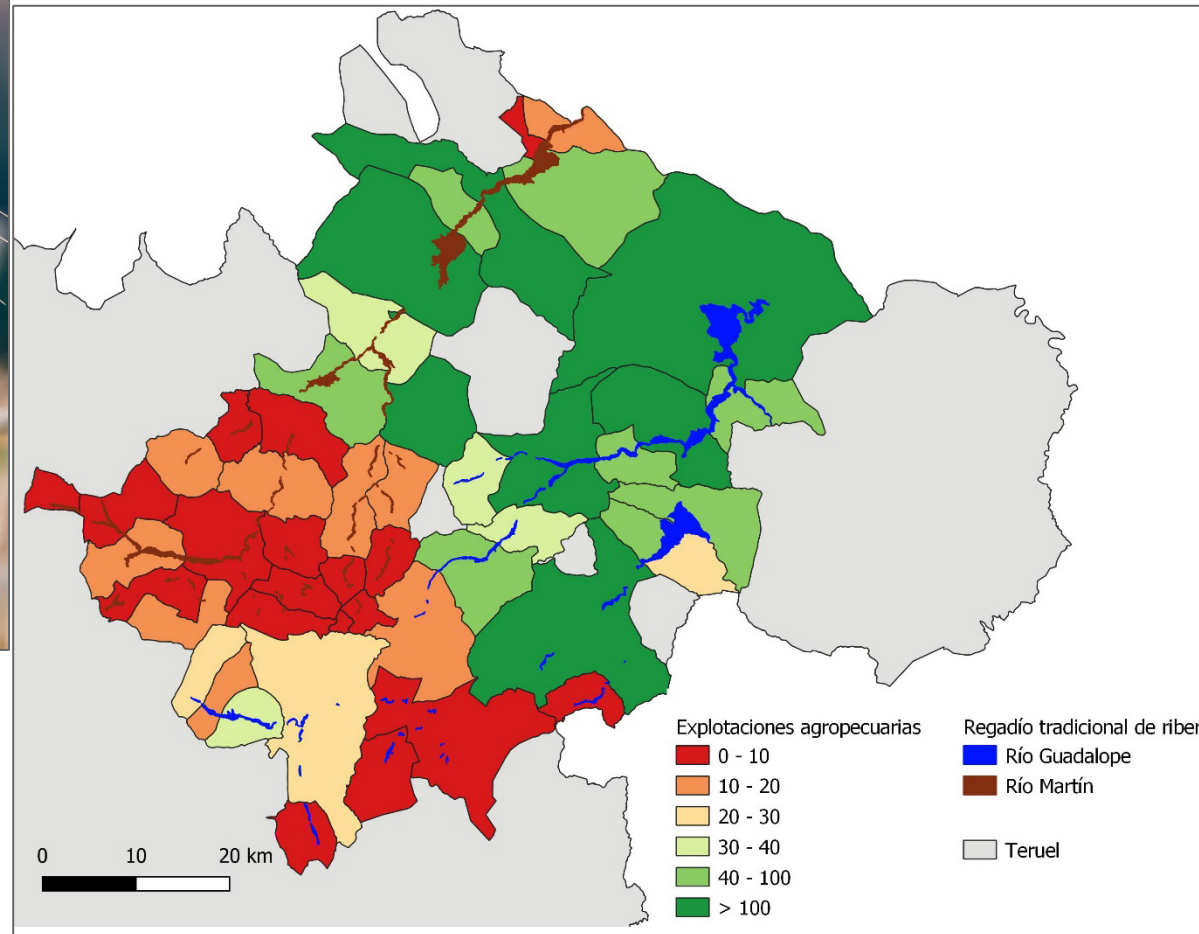 Explotaciones agropecuarias
0 - 10
10 - 20
20 - 30
30 - 40
40 - 100
> 100
Regadío tradicional de riber
Río Guadalope
Río Martín
Teruel
0 10 20 km